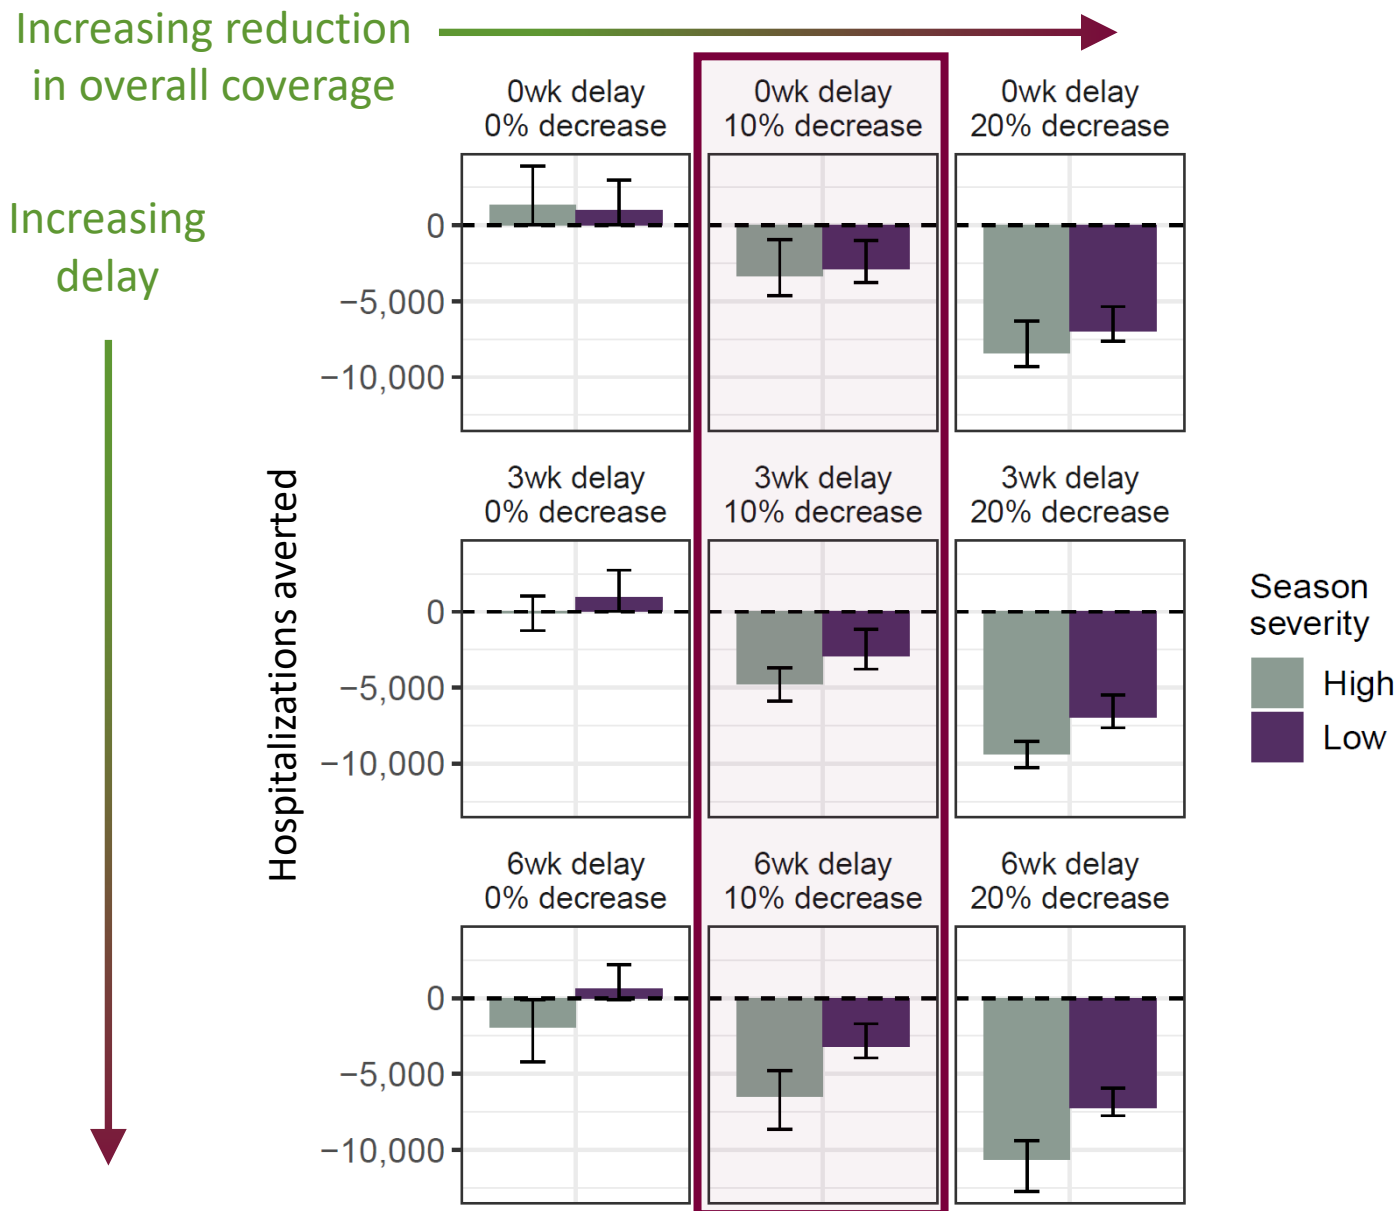 Increasing reduction
in overall coverage
Increasing
delay
Hospitalizations averted
0wk delay
0% decrease
0wk delay
10% decrease
0wk delay
20% decrease
0
−5,000
−10,000
3wk delay
0% decrease
3wk delay
10% decrease
3wk delay
20% decrease
0
−5,000
−10,000
6wk delay
0% decrease
6wk delay
10% decrease
6wk delay
20% decrease
0
−5,000
−10,000
Season
severity
High
Low